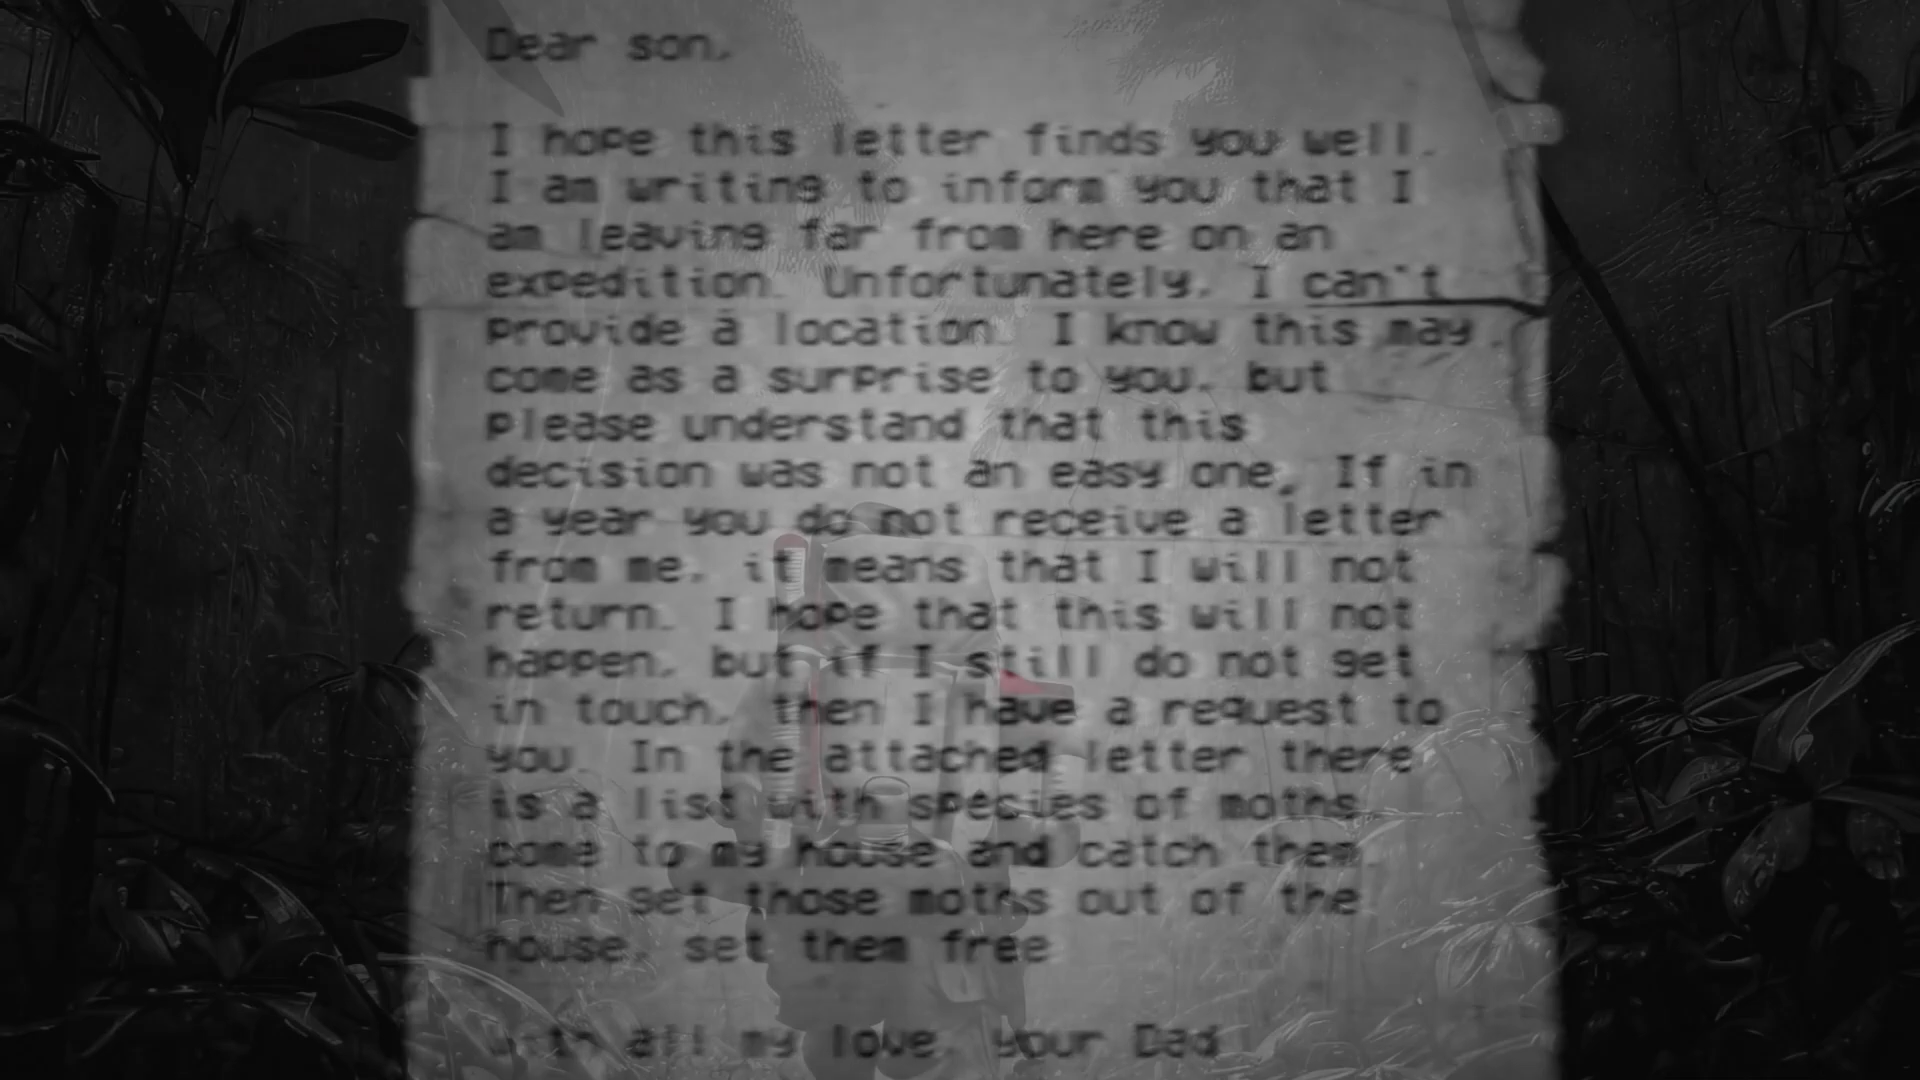 Dear son,
I hope this letter finds you well.
I am writing to inform you that I
am leaving far from here on an
expedition. Unfortunately, I can't
provide a location. I know this may
come as a surprise to you, but
please understand that this
decision was not an easy one, If in
a year you do not receive a letter
from me, it means that I will not
return. I hope that this will not
happen, but if I still do not get
in touch, then I have a request to
you. In the attached letter there
is a list with species of moths,
come to my house and catch them.
Then set those moths out of the
house, set them free
with all my love, your Dad